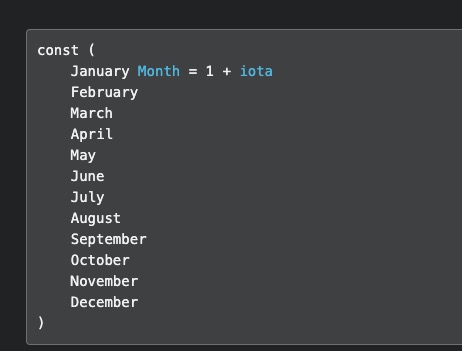 const (
    January Month = 1 + iota
    February
    March
    April
    May
    June
    July
    August
    September
    October
    November
    December
)